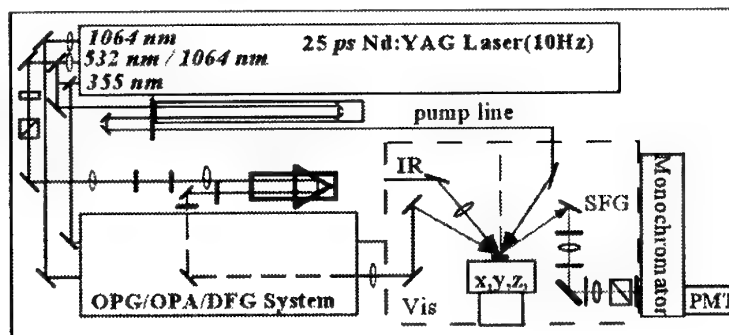 1064 nm
25 ps Nd:YAG Laser(10Hz)
532 nm / 1064 nm
355 nm
pump line
IR
SFG
Monochromator
OPG/OPA/DFG System
Vis
x,y,z,
PMT